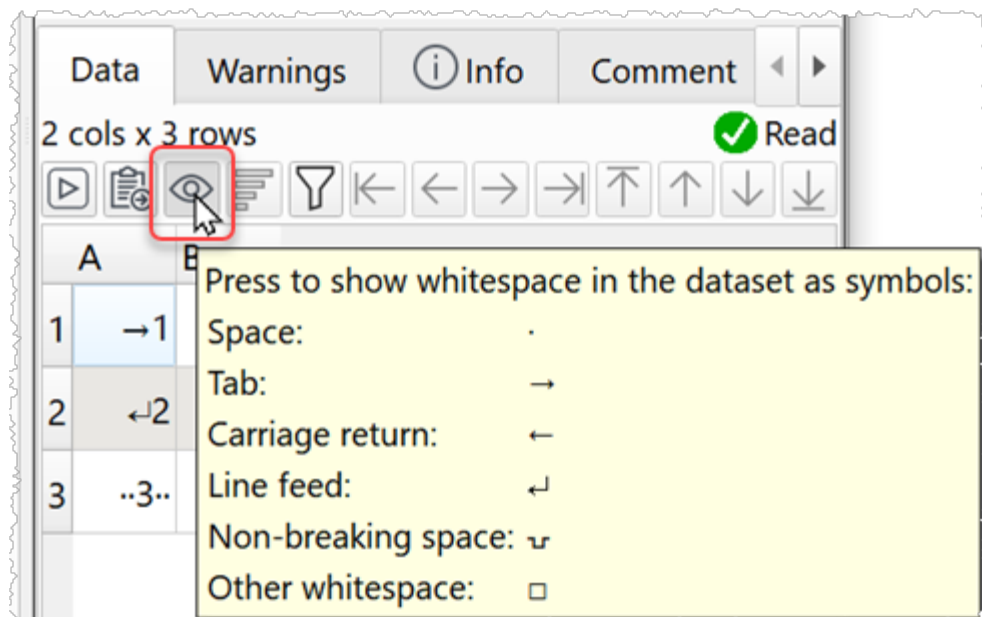 Data Warnings i Info Comment
2 cols x 3 rows Read
A B
Press to show whitespace in the dataset as symbols:
1 →1
Space: ·
Tab: →
2 ↵2
Carriage return: ←
Line feed: ↵
3 ··3··
Non-breaking space: ⺶
Other whitespace: □